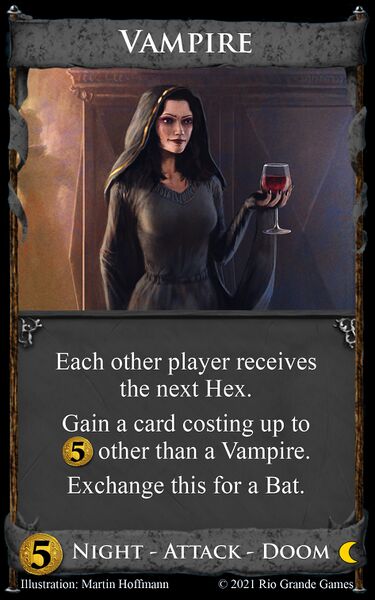 VAMPIRE
Each other player receives
the next Hex.
Gain a card costing up to
5 other than a Vampire.
Exchange this for a Bat.
5 NIGHT - ATTACK - DOOM
Illustration: Martin Hoffmann © 2021 Rio Grande Games